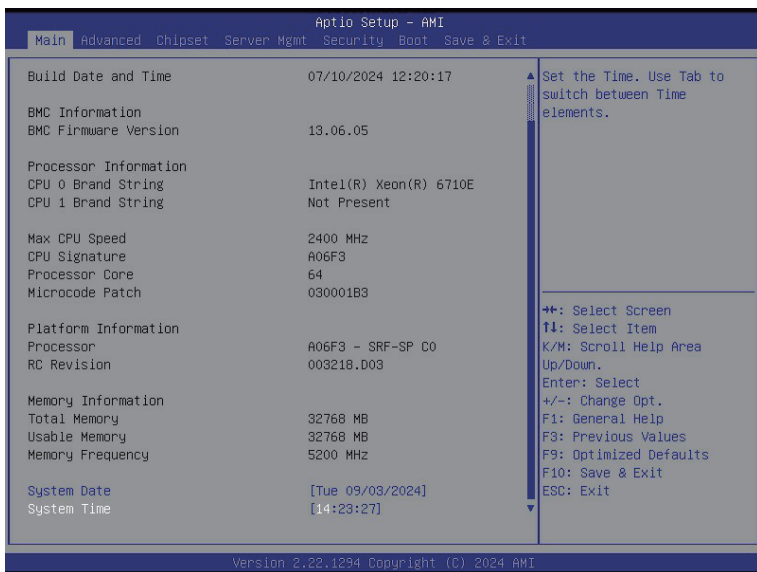 Aptio Setup – AMI
Main Advanced Chipset Server Mgmt Security Boot Save & Exit
Build Date and Time 07/10/2024 12:20:17
BMC Information
BMC Firmware Version 13.06.05
Processor Information
CPU 0 Brand String Intel(R) Xeon(R) 6710E
CPU 1 Brand String Not Present
Max CPU Speed 2400 MHz
CPU Signature A06F3
Processor Core 64
Microcode Patch 030001B3
Platform Information
Processor A06F3 - SRF-SP C0
RC Revision 003218.D03
Memory Information
Total Memory 32768 MB
Usable Memory 32768 MB
Memory Frequency 5200 MHz
System Date [Tue 09/03/2024]
System Time [14:23:27]
Set the Time. Use Tab to
switch between Time
elements.
→←: Select Screen
↑↓: Select Item
K/M: Scroll Help Area
Up/Down.
Enter: Select
+/-: Change Opt.
F1: General Help
F3: Previous Values
F9: Optimized Defaults
F10: Save & Exit
ESC: Exit
Version 2.22.1294 Copyright (C) 2024 AMI